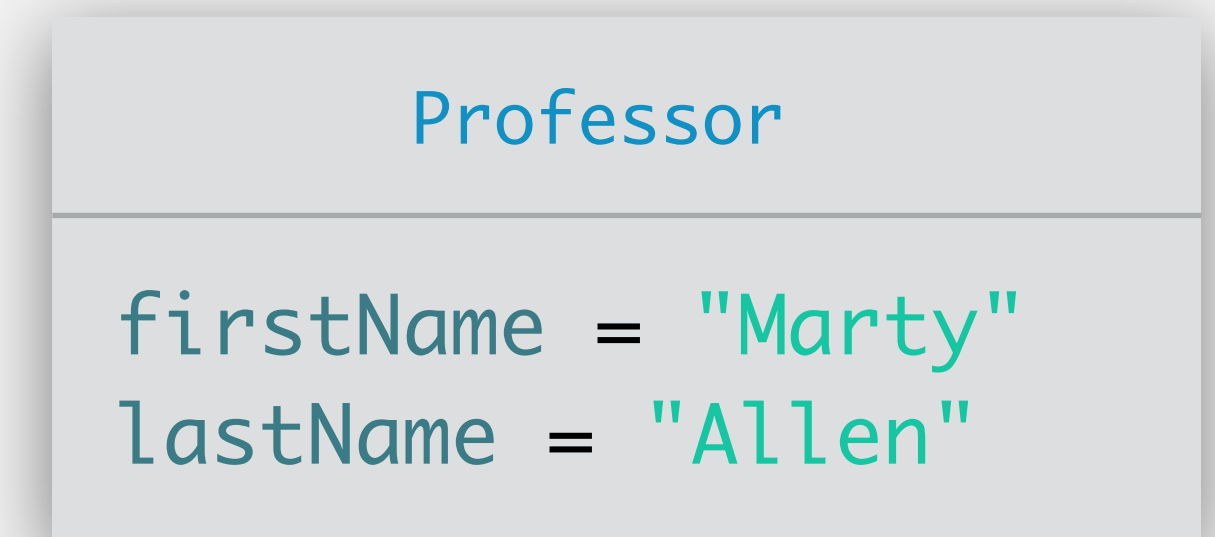 Professor
firstName = "Marty"
lastName = "Allen"